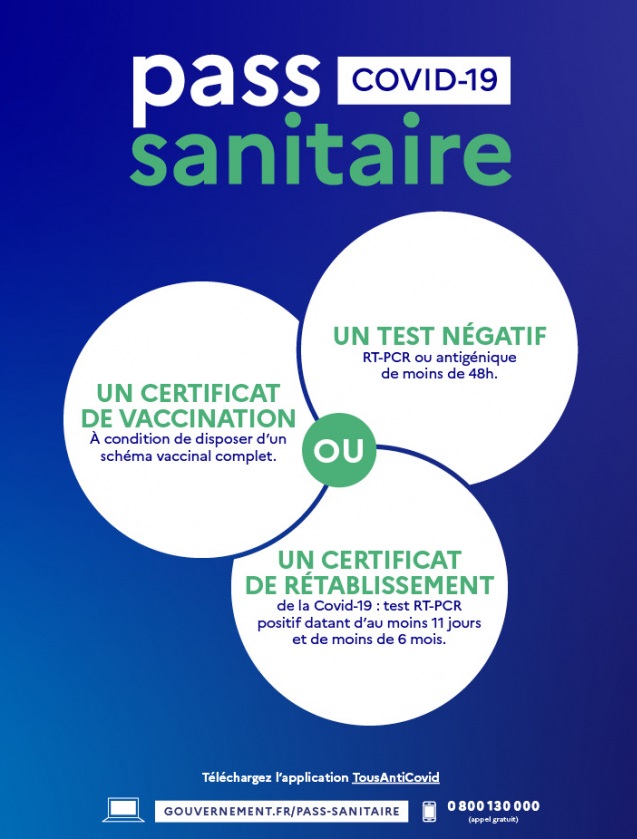 pass COVID-19
sanitaire
UN TEST NÉGATIF
RT-PCR ou antigénique
de moins de 48h.
UN CERTIFICAT
DE VACCINATION
À condition de disposer d'un
schéma vaccinal complet.
OU
UN CERTIFICAT
DE RÉTABLISSEMENT
de la Covid-19 : test RT-PCR
positif datant d'au moins 11 jours
et de moins de 6 mois.
Téléchargez l'application TousAntiCovid
GOUVERNEMENT.FR/PASS-SANITAIRE
0 800 130 000
(appel gratuit)